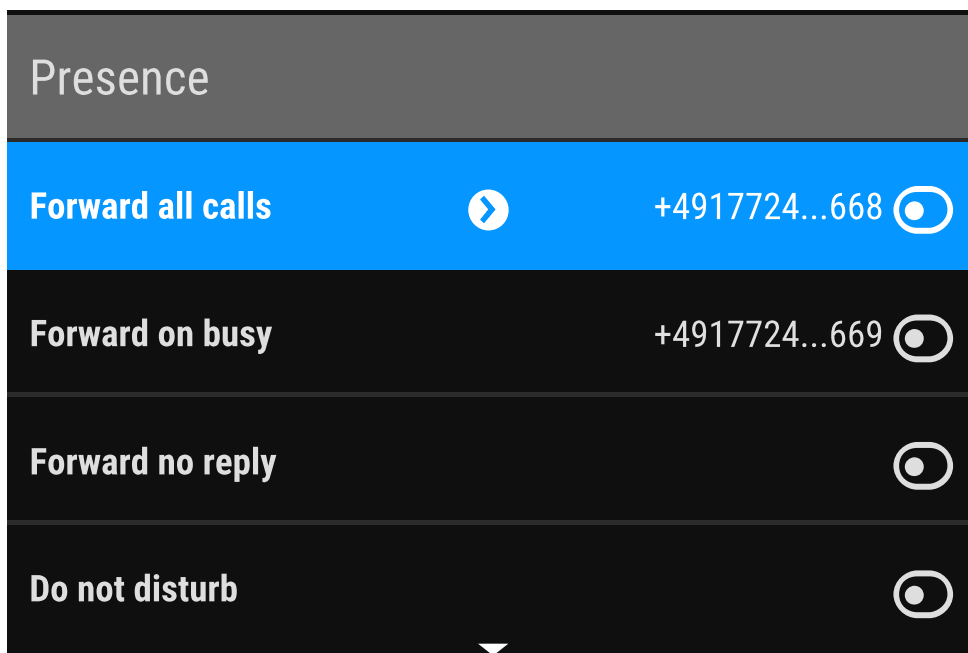 Presence
Forward all calls +4917724...668
Forward on busy +4917724...669
Forward no reply
Do not disturb